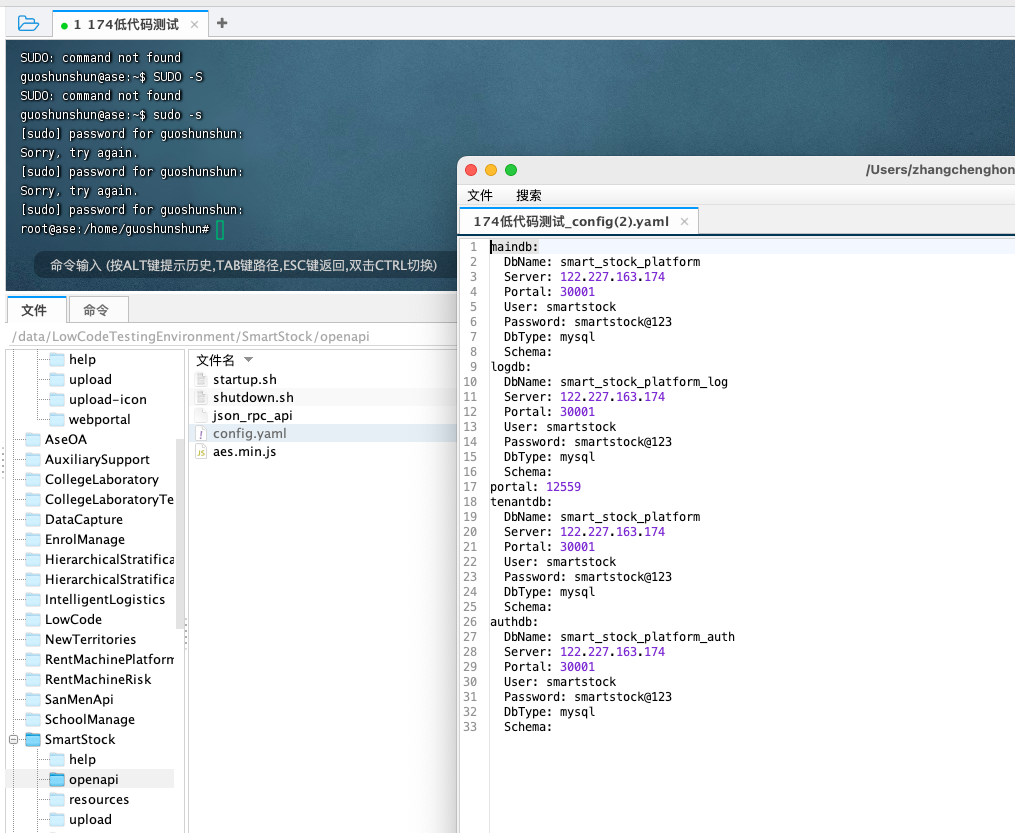 1 174低代码测试
SUDO: command not found
guoshunshun@ase:~$ SUDO -S
SUDO: command not found
guoshunshun@ase:~$ sudo -s
[sudo] password for guoshunshun:
Sorry, try again.
[sudo] password for guoshunshun:
Sorry, try again.
[sudo] password for guoshunshun:
root@ase:/home/guoshunshun#
命令输入 (按ALT键提示历史,TAB键路径,ESC键返回,双击CTRL切换)
文件 命令
/data/LowCodeTestingEnvironment/SmartStock/openapi
help
upload
upload-icon
webportal
AseOA
AuxiliarySupport
CollegeLaboratory
CollegeLaboratoryTe
DataCapture
EnrolManage
HierarchicalStratifica
HierarchicalStratifica
IntelligentLogistics
LowCode
NewTerritories
RentMachinePlatform
RentMachineRisk
SanMenApi
SchoolManage
SmartStock
help
openapi
resources
upload
文件名
startup.sh
shutdown.sh
json_rpc_api
config.yaml
aes.min.js
/Users/zhangchenghon
文件 搜索
174低代码测试_config(2).yaml
1 maindb:
2 DbName: smart_stock_platform
3 Server: 122.227.163.174
4 Portal: 30001
5 User: smartstock
6 Password: smartstock@123
7 DbType: mysql
8 Schema:
9 logdb:
10 DbName: smart_stock_platform_log
11 Server: 122.227.163.174
12 Portal: 30001
13 User: smartstock
14 Password: smartstock@123
15 DbType: mysql
16 Schema:
17 portal: 12559
18 tenantdb:
19 DbName: smart_stock_platform
20 Server: 122.227.163.174
21 Portal: 30001
22 User: smartstock
23 Password: smartstock@123
24 DbType: mysql
25 Schema:
26 authdb:
27 DbName: smart_stock_platform_auth
28 Server: 122.227.163.174
29 Portal: 30001
30 User: smartstock
31 Password: smartstock@123
32 DbType: mysql
33 Schema: